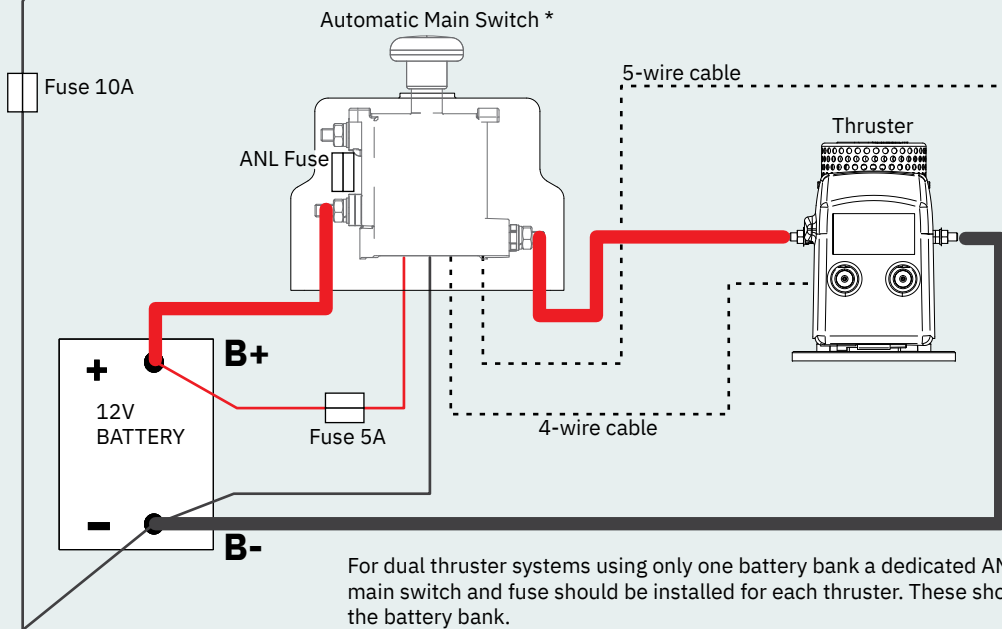 Automatic Main Switch *
5-wire cable
Fuse 10A
Thruster
ANL Fuse
B+
+
12V
BATTERY
Fuse 5A
4-wire cable
–
B-
For dual thruster systems using only one battery bank a dedicated
main switch and fuse should be installed for each thruster. These
the battery bank.